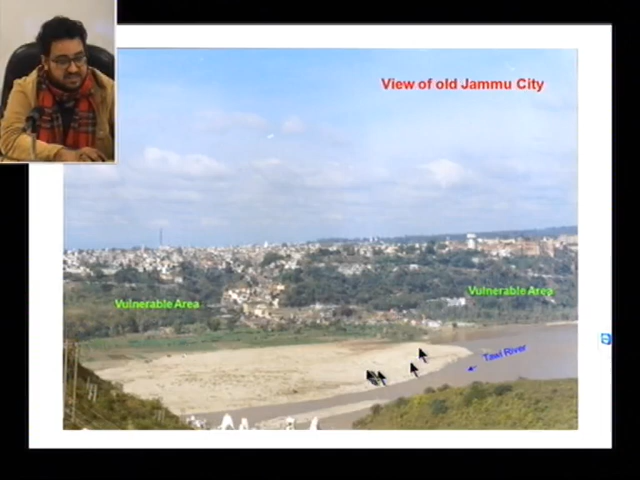 View of old Jammu City
Vulnerable Area
Vulnerable Area
Tawi River